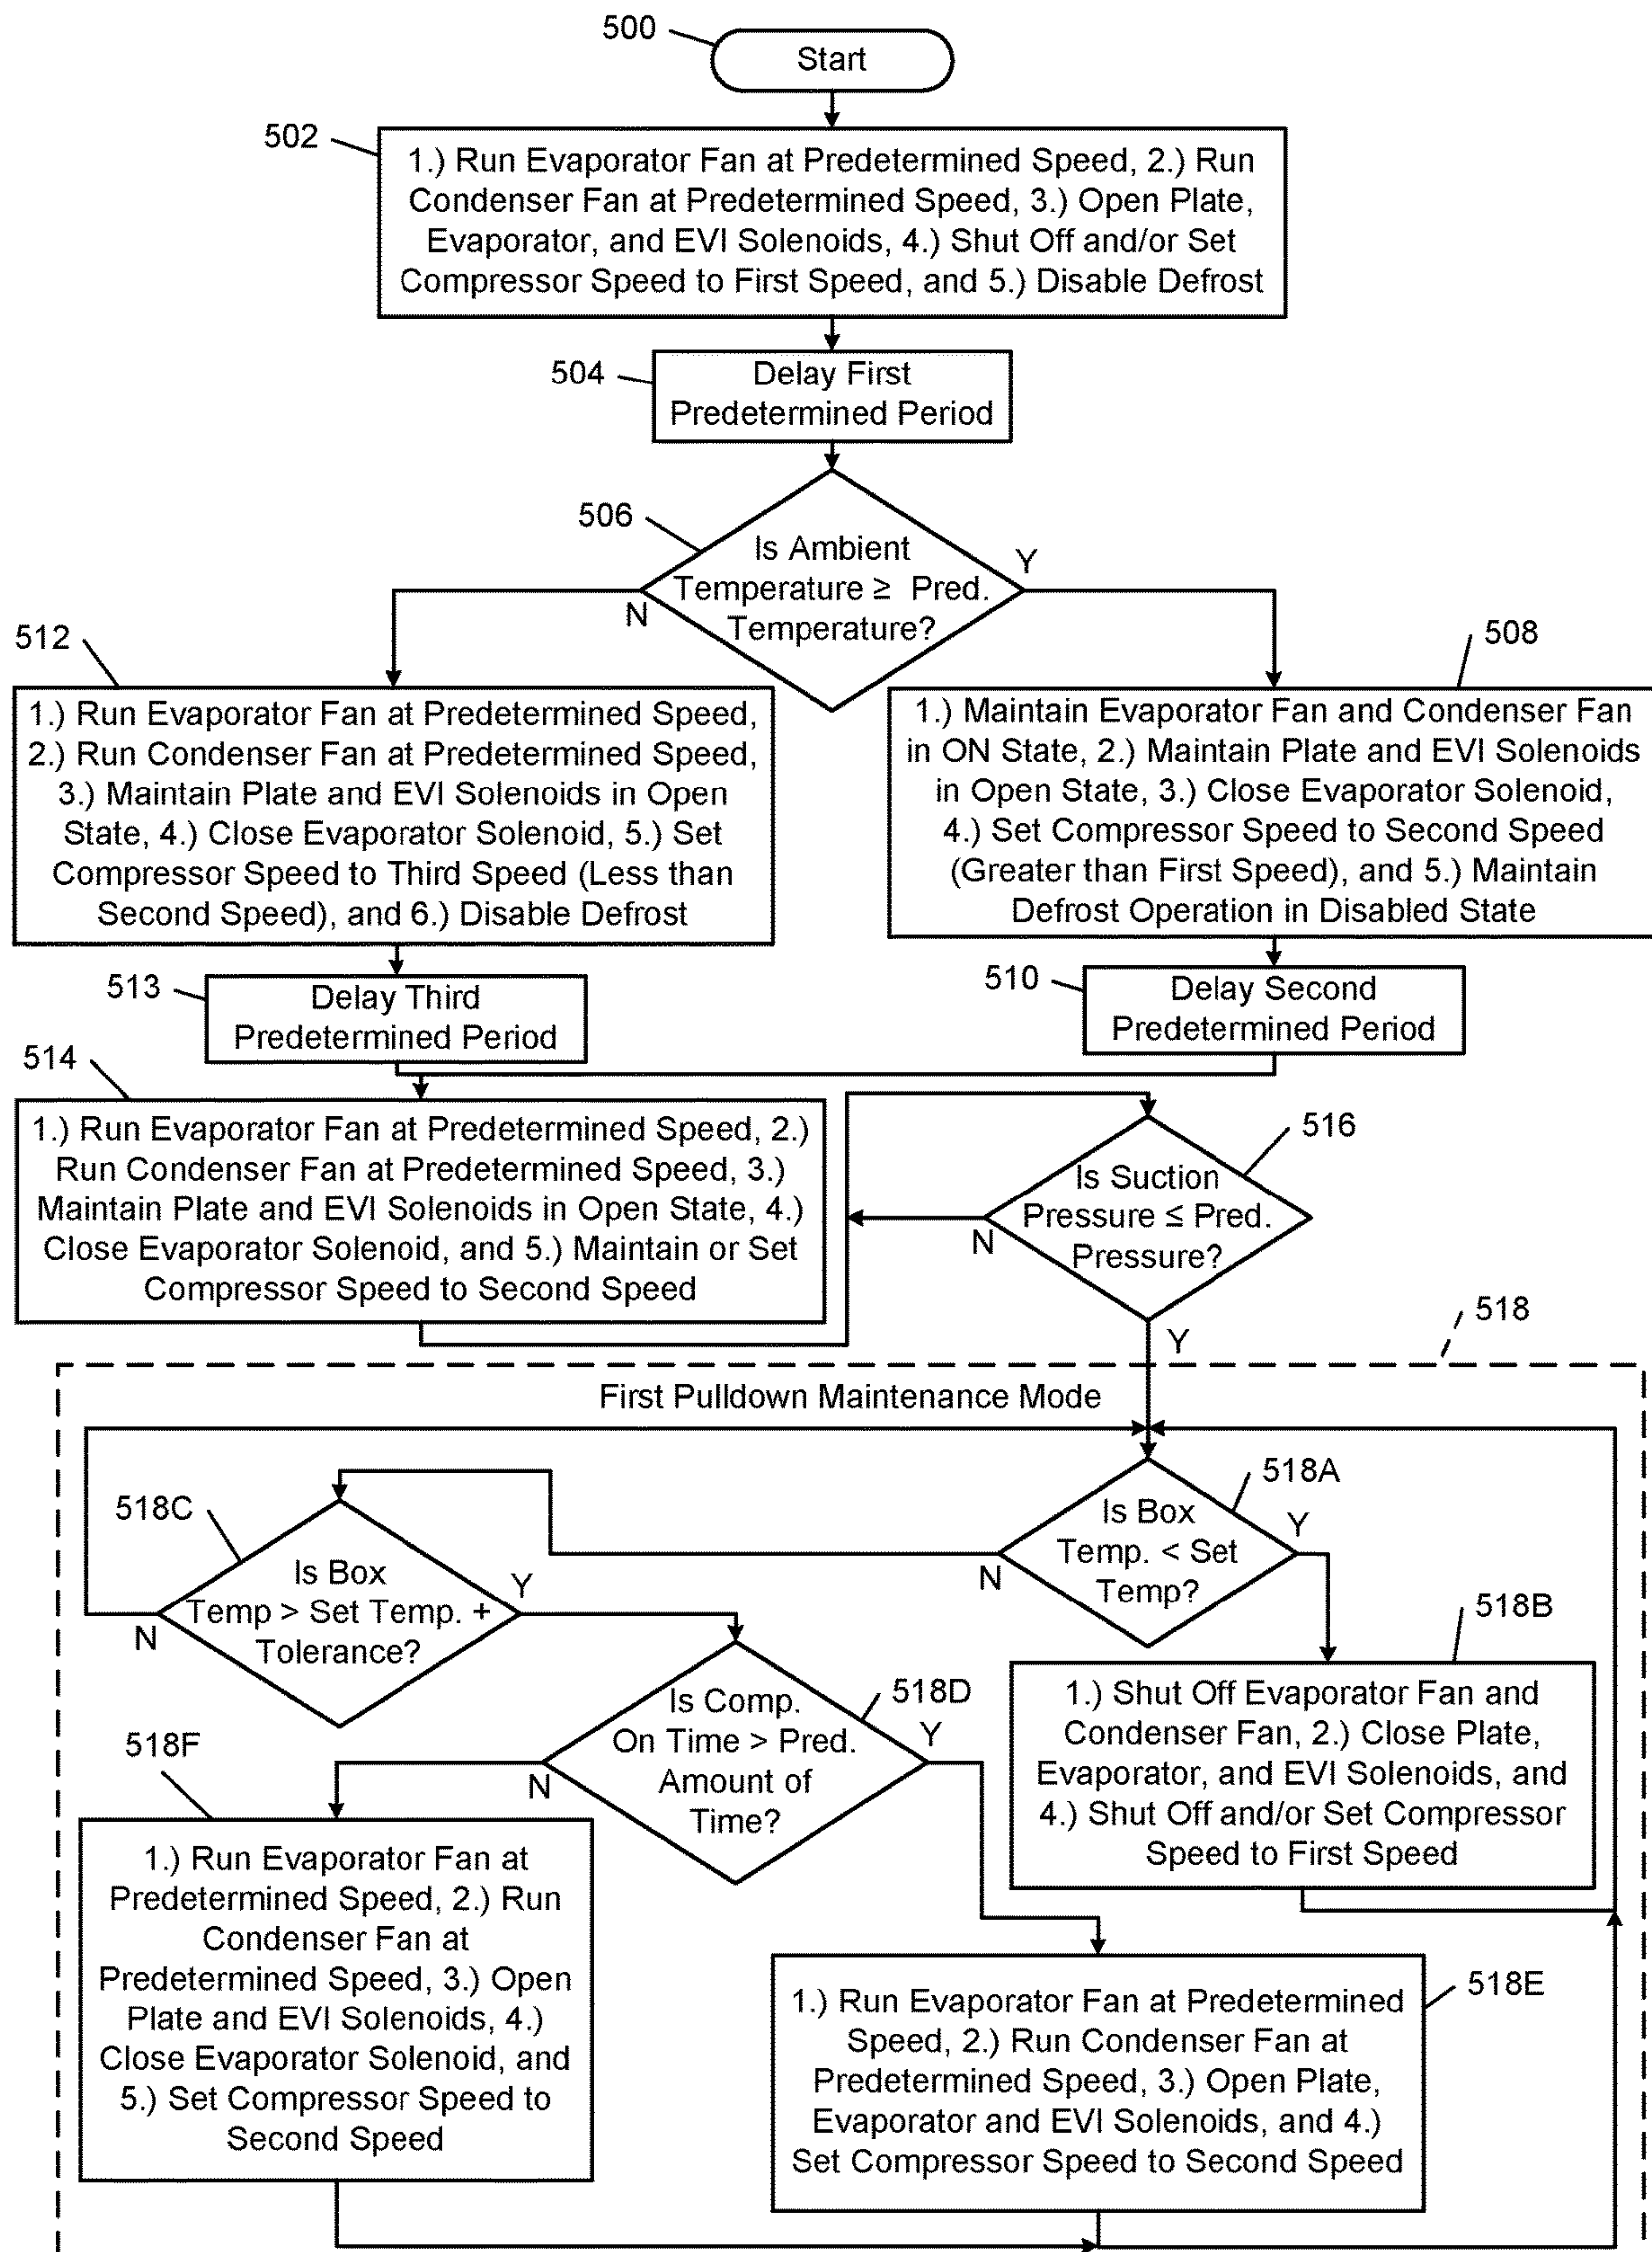 500
Start
502
1.) Run Evaporator Fan at Predetermined Speed, 2.) Run
Condenser Fan at Predetermined Speed, 3.) Open Plate,
Evaporator, and EVI Solenoids, 4.) Shut Off and/or Set
Compressor Speed to First Speed, and 5.) Disable Defrost
504
Delay First
Predetermined Period
506
Is Ambient
Temperature ≥ Pred.
Temperature?
Y
N
512
1.) Run Evaporator Fan at Predetermined Speed,
2.) Run Condenser Fan at Predetermined Speed,
3.) Maintain Plate and EVI Solenoids in Open
State, 4.) Close Evaporator Solenoid, 5.) Set
Compressor Speed to Third Speed (Less than
Second Speed), and 6.) Disable Defrost
508
1.) Maintain Evaporator Fan and Condenser Fan
in ON State, 2.) Maintain Plate and EVI Solenoids
in Open State, 3.) Close Evaporator Solenoid,
4.) Set Compressor Speed to Second Speed
(Greater than First Speed), and 5.) Maintain
Defrost Operation in Disabled State
513
Delay Third
Predetermined Period
510
Delay Second
Predetermined Period
514
1.) Run Evaporator Fan at Predetermined Speed, 2.)
Run Condenser Fan at Predetermined Speed, 3.)
Maintain Plate and EVI Solenoids in Open State, 4.)
Close Evaporator Solenoid, and 5.) Maintain or Set
Compressor Speed to Second Speed
516
Is Suction
Pressure ≤ Pred.
Pressure?
N
Y
518
First Pulldown Maintenance Mode
518A
Is Box
Temp. < Set
Temp?
Y
N
518C
Is Box
Temp > Set Temp. +
Tolerance?
Y
N
518B
1.) Shut Off Evaporator Fan and
Condenser Fan, 2.) Close Plate,
Evaporator, and EVI Solenoids, and
4.) Shut Off and/or Set Compressor
Speed to First Speed
518D
Is Comp.
On Time > Pred.
Amount of
Time?
Y
N
518F
1.) Run Evaporator Fan at
Predetermined Speed, 2.) Run
Condenser Fan at
Predetermined Speed, 3.) Open
Plate and EVI Solenoids, 4.)
Close Evaporator Solenoid, and
5.) Set Compressor Speed to
Second Speed
518E
1.) Run Evaporator Fan at Predetermined
Speed, 2.) Run Condenser Fan at
Predetermined Speed, 3.) Open Plate,
Evaporator and EVI Solenoids, and 4.)
Set Compressor Speed to Second Speed